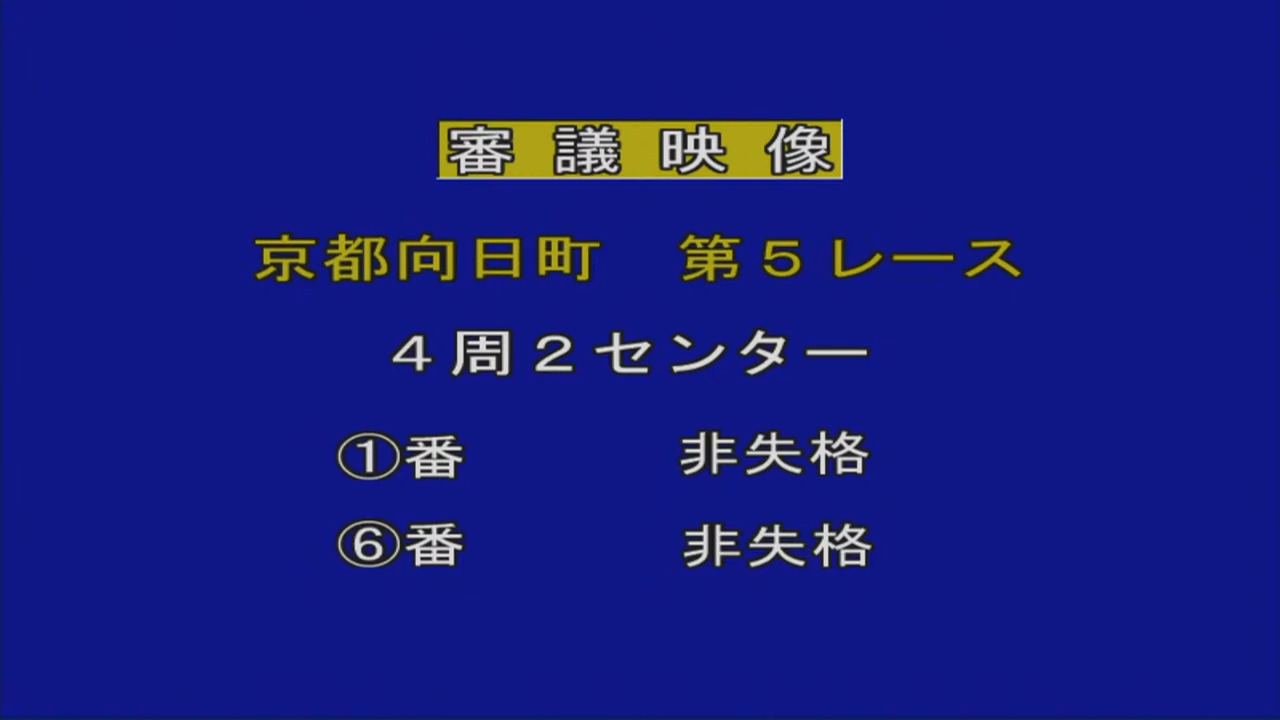 審議映像
京都向日町　第５レース
４周２センター
①番　非失格
⑥番　非失格